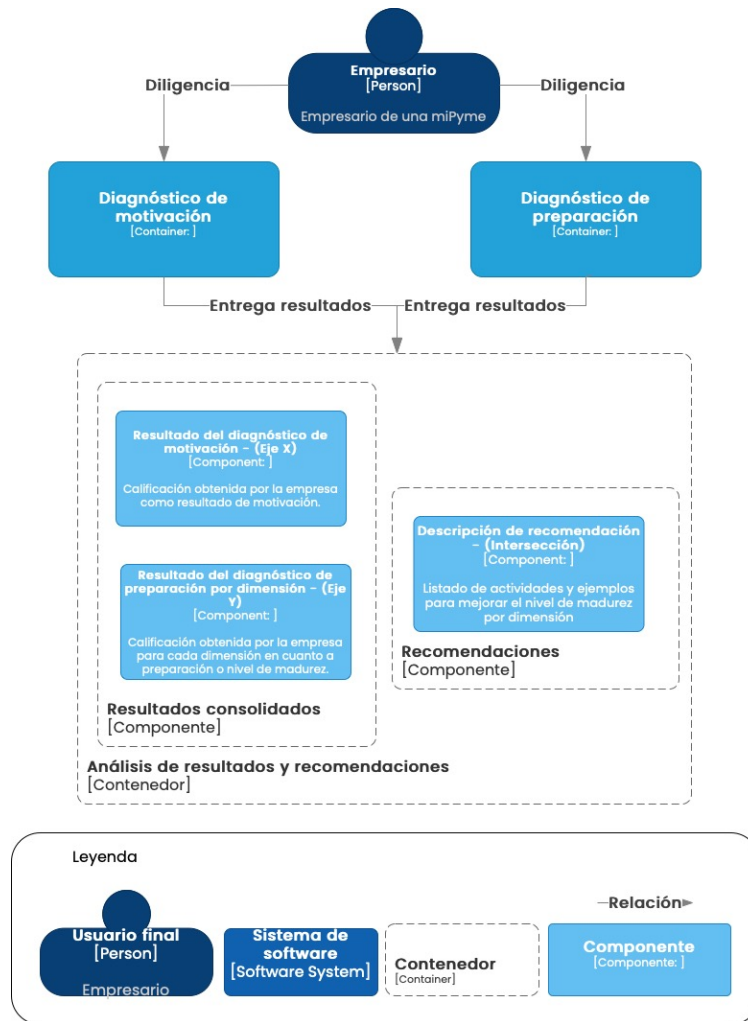 Empresario
[Person]
Empresario de una miPyme
Diligencia
Diligencia
Diagnóstico de
motivación
[Container: ]
Diagnóstico de
preparación
[Container: ]
Entrega resultados
Entrega resultados
Resultado del diagnóstico de
motivación - (Eje X)
[Component: ]
Calificación obtenida por la empresa
como resultado de motivación.
Resultado del diagnóstico de
preparación por dimensión - (Eje
Y)
[Component: ]
Calificación obtenida por la empresa
para cada dimensión en cuanto a
preparación o nivel de madurez.
Resultados consolidados
[Componente]
Descripción de recomendación
- (Intersección)
[Component: ]
Listado de actividades y ejemplos
para mejorar el nivel de madurez
por dimensión
Recomendaciones
[Componente]
Análisis de resultados y recomendaciones
[Contenedor]
Leyenda
Usuario final
[Person]
Empresario
Sistema de
software
[Software System]
Contenedor
[Container]
Relación
Componente
[Componente: ]